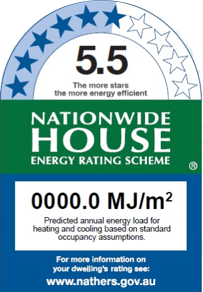 5.5
The more stars
the more energy efficient
NATIONWIDE
HOUSE
ENERGY RATING SCHEME
®
0000.0 MJ/m²
Predicted annual energy load for
heating and cooling based on standard
occupancy assumptions.
For more information on
your dwelling's rating see:
www.nathers.gov.au